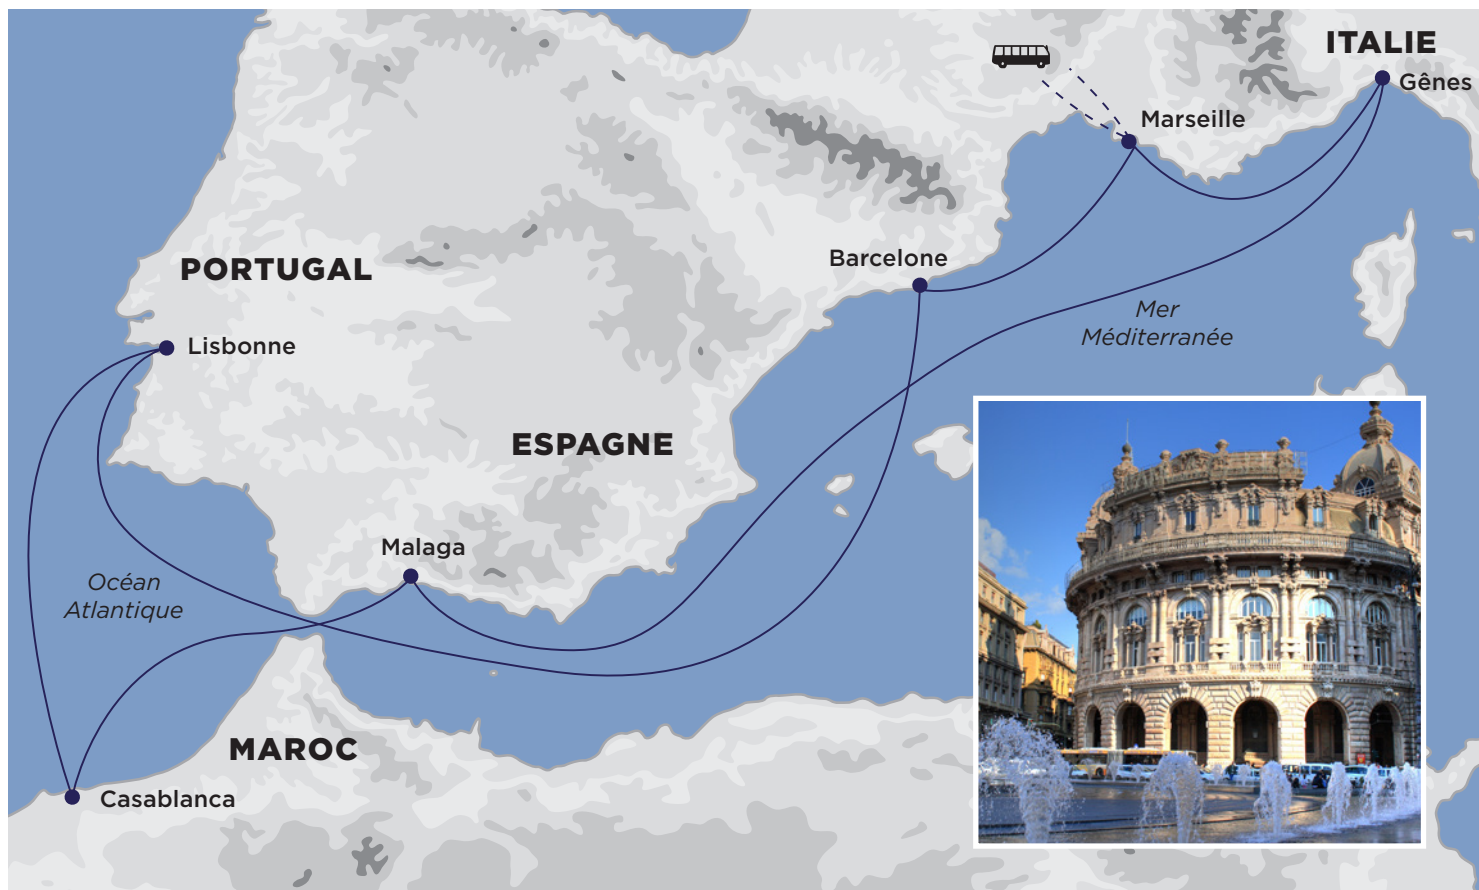 ITALIE
Gênes
Marseille
Barcelone
PORTUGAL
Mer
Méditerranée
Lisbonne
ESPAGNE
Malaga
Océan
Atlantique
MAROC
Casablanca